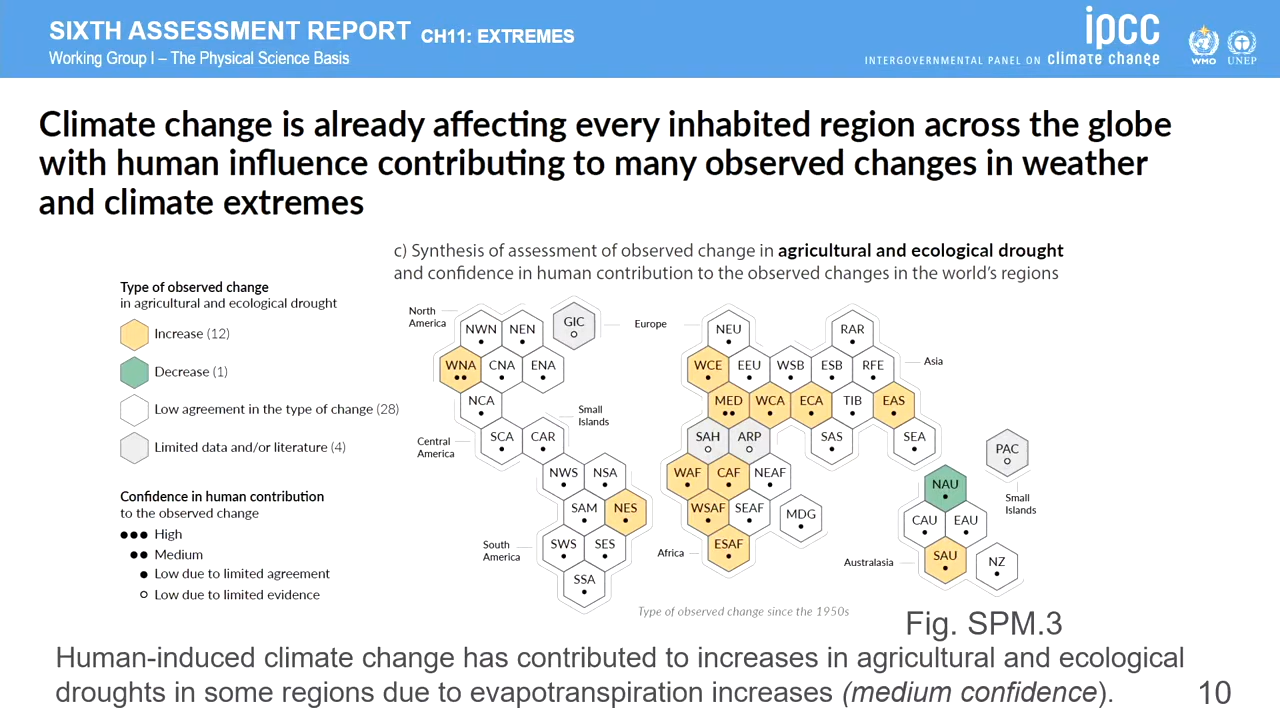 SIXTH ASSESSMENT REPORT CH11: EXTREMES
Working Group I – The Physical Science Basis
ipcc
INTERGOVERNMENTAL PANEL ON climate change
WMO
UNEP
Climate change is already affecting every inhabited region across the globe
with human influence contributing to many observed changes in weather
and climate extremes
c) Synthesis of assessment of observed change in agricultural and ecological drought
and confidence in human contribution to the observed changes in the world's regions
Type of observed change
in agricultural and ecological drought
Increase (12)
Decrease (1)
Low agreement in the type of change (28)
Limited data and/or literature (4)
Confidence in human contribution
to the observed change
High
Medium
Low due to limited agreement
Low due to limited evidence
North
America
NWN
NEN
GIC
WNA
CNA
ENA
NCA
Small
Islands
Central
America
SCA
CAR
NWS
NSA
SAM
NES
South
America
SWS
SES
SSA
Europe
NEU
RAR
WCE
EEU
WSB
ESB
RFE
Asia
MED
WCA
ECA
TIB
EAS
SAH
ARP
SAS
SEA
WAF
CAF
NEAF
WSAF
SEAF
MDG
Africa
ESAF
PAC
Small
Islands
NAU
CAU
EAU
Australasia
SAU
NZ
Type of observed change since the 1950s
Fig. SPM.3
Human-induced climate change has contributed to increases in agricultural and ecological
droughts in some regions due to evapotranspiration increases (medium confidence).
10